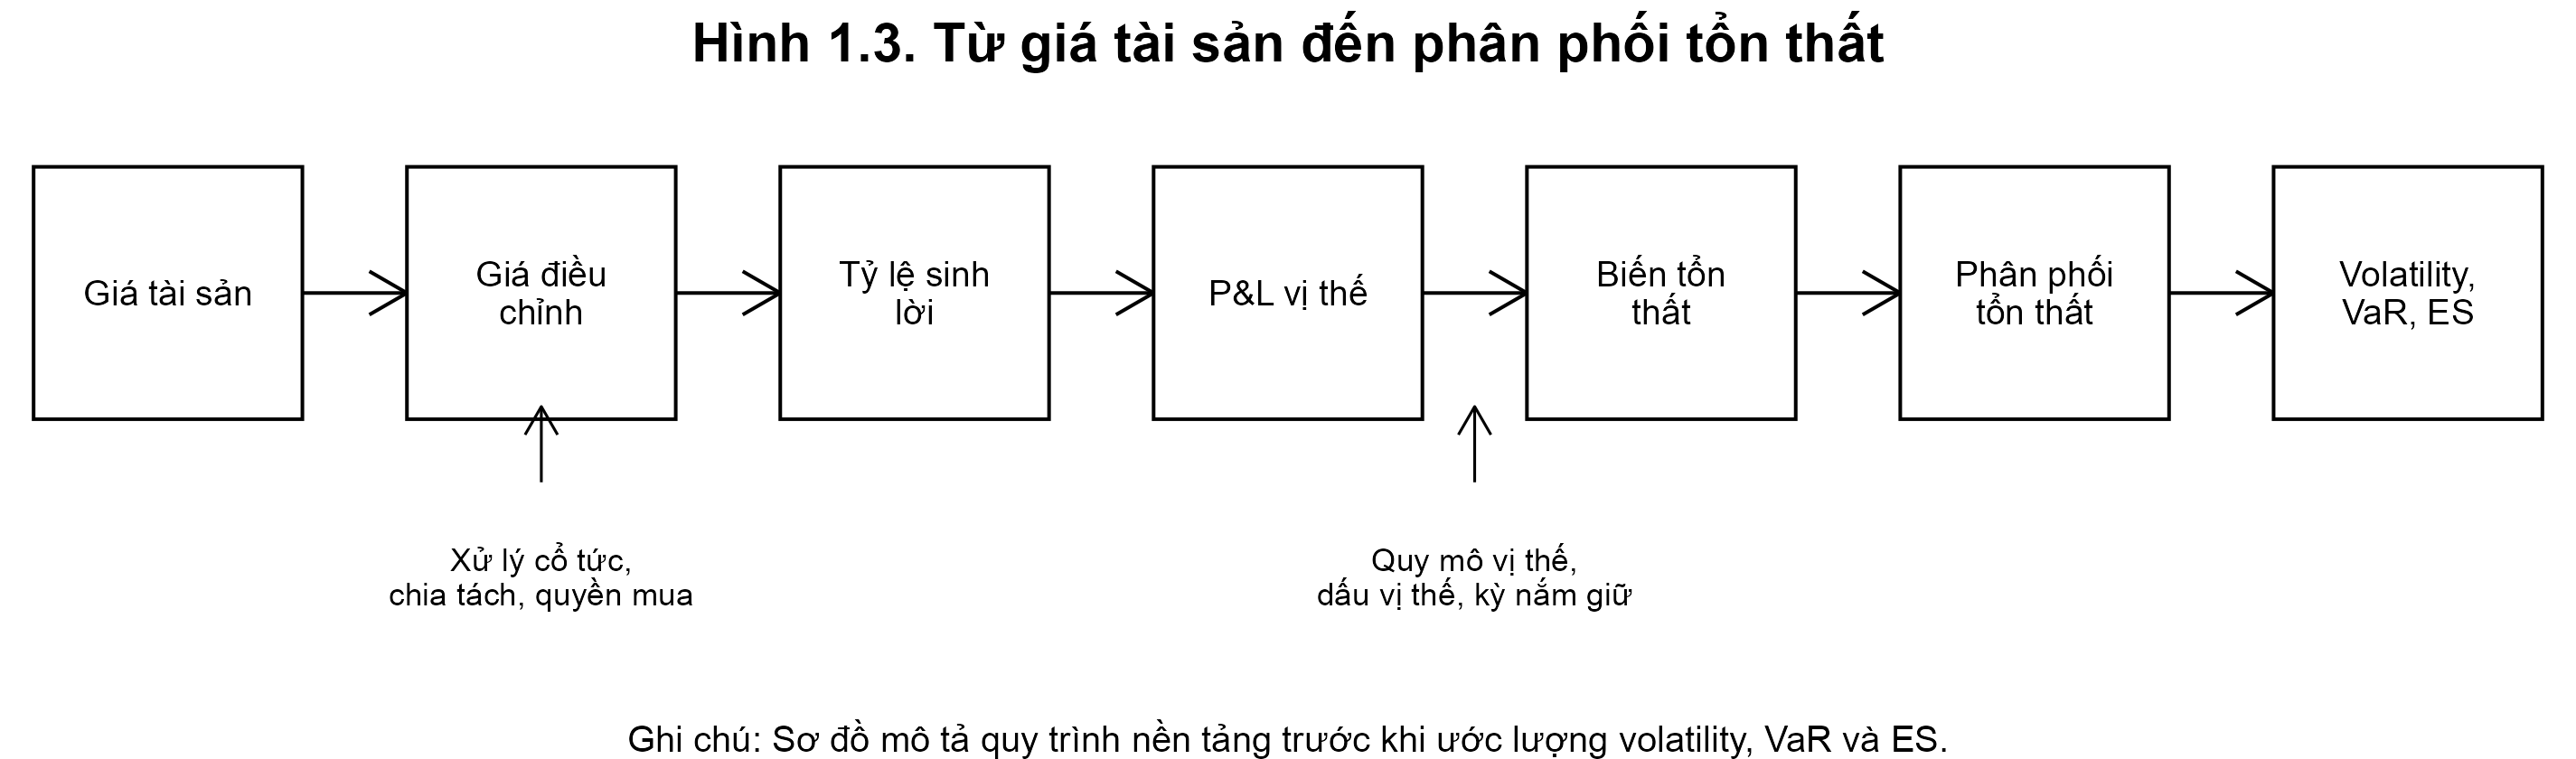 Hình 1.3. Từ giá tài sản đến phân phối tổn thất
Giá tài sản
Giá điều
chỉnh
Tỷ lệ sinh
lời
P&L vị thế
Biến tổn
thất
Phân phối
tổn thất
Volatility,
VaR, ES
Xử lý cổ tức,
chia tách, quyền mua
Quy mô vị thế,
dấu vị thế, kỳ nắm giữ
Ghi chú: Sơ đồ mô tả quy trình nền tảng trước khi ước lượng volatility, VaR và ES.